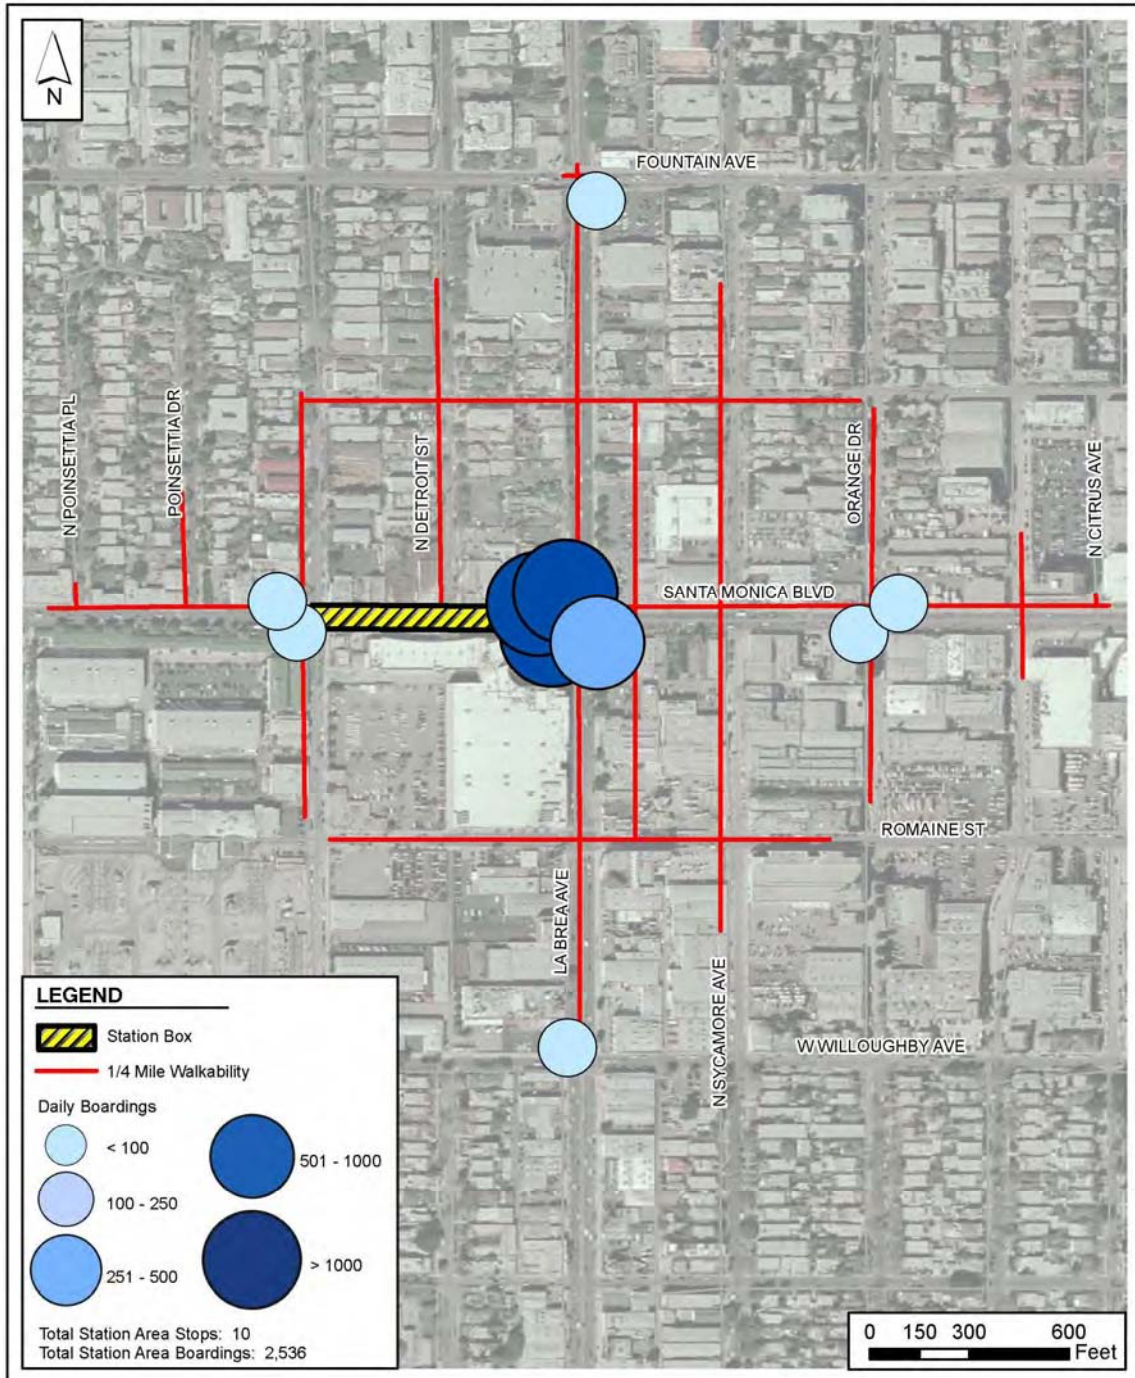 N
FOUNTAIN AVE
N POINSETTIA PL
POINSETTIA DR
N DETROIT ST
ORANGE DR
N CITRUS AVE
SANTA MONICA BLVD
ROMAINE ST
LA BREA AVE
N SYCAMORE AVE
W WILLOUGHBY AVE
LEGEND
Station Box
1/4 Mile Walkability
Daily Boardings
< 100
100 - 250
251 - 500
501 - 1000
> 1000
Total Station Area Stops: 10
Total Station Area Boardings: 2,536
0 150 300 600
Feet